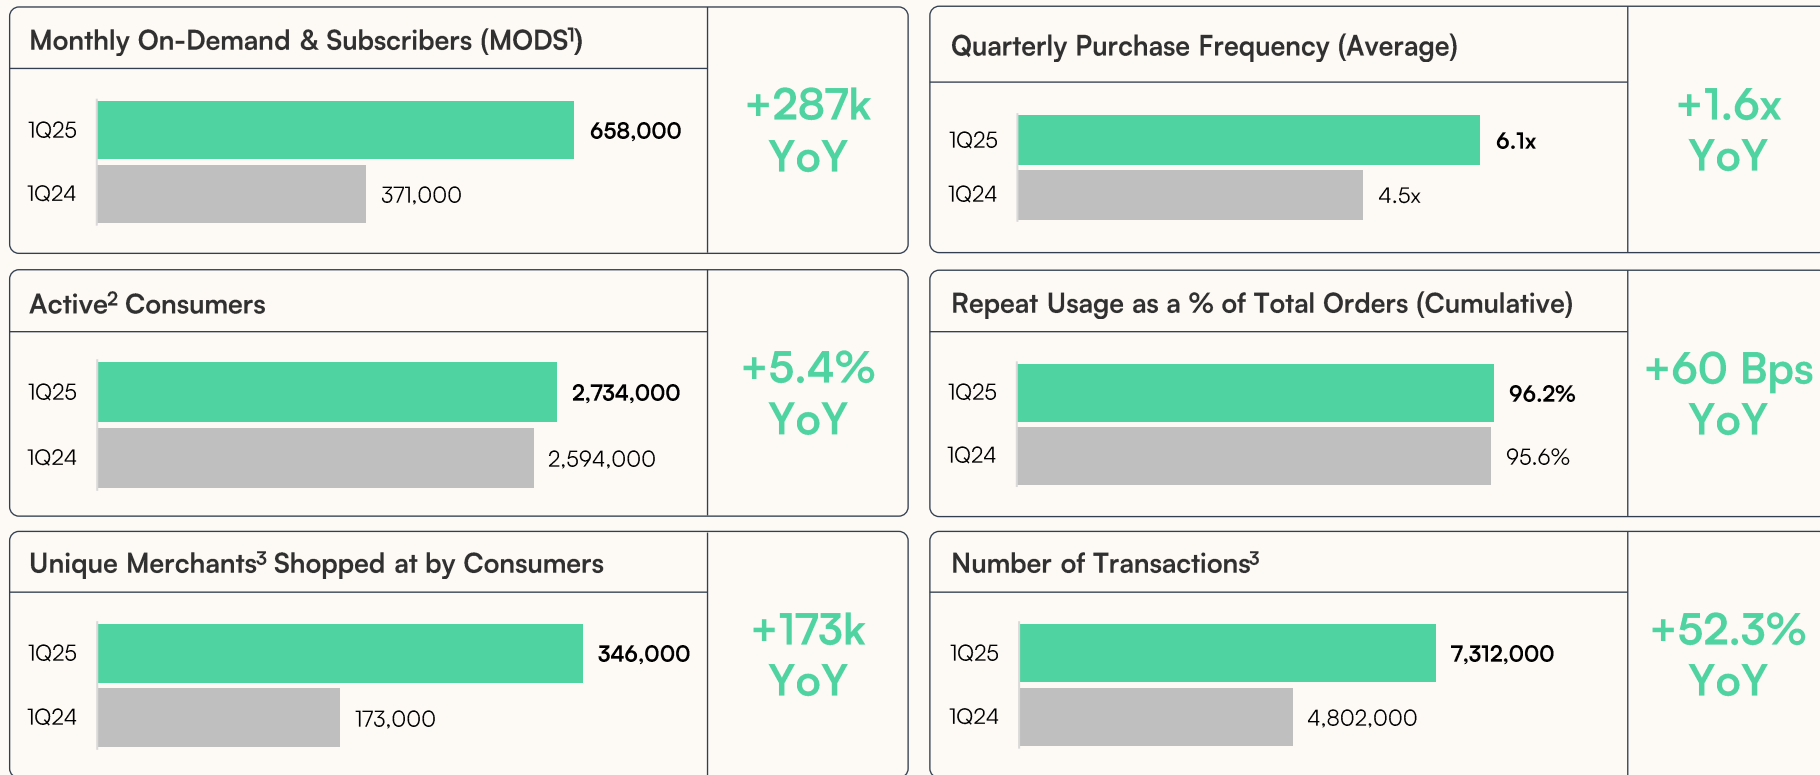 Monthly On-Demand & Subscribers (MODS¹)
1Q25
658,000
1Q24
371,000
+287k
YoY
Quarterly Purchase Frequency (Average)
1Q25
6.1x
1Q24
4.5x
+1.6x
YoY
Active² Consumers
1Q25
2,734,000
1Q24
2,594,000
+5.4%
YoY
Repeat Usage as a % of Total Orders (Cumulative)
1Q25
96.2%
1Q24
95.6%
+60 Bps
YoY
Unique Merchants³ Shopped at by Consumers
1Q25
346,000
1Q24
173,000
+173k
YoY
Number of Transactions³
1Q25
7,312,000
1Q24
4,802,000
+52.3%
YoY